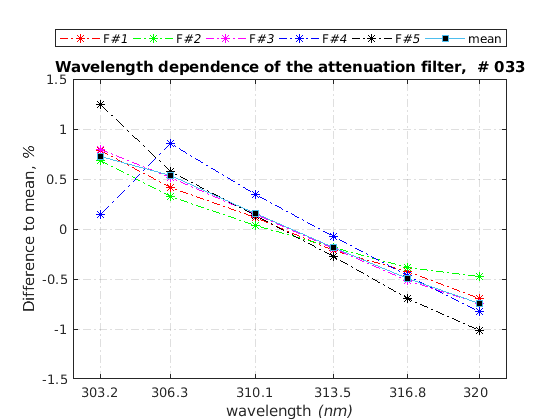 F#1 F#2 F#3 F#4 F#5 mean
Wavelength dependence of the attenuation filter, # 033
Difference to mean, %
1.5
1
0.5
0
-0.5
-1
-1.5
303.2 306.3 310.1 313.5 316.8 320
wavelength (nm)